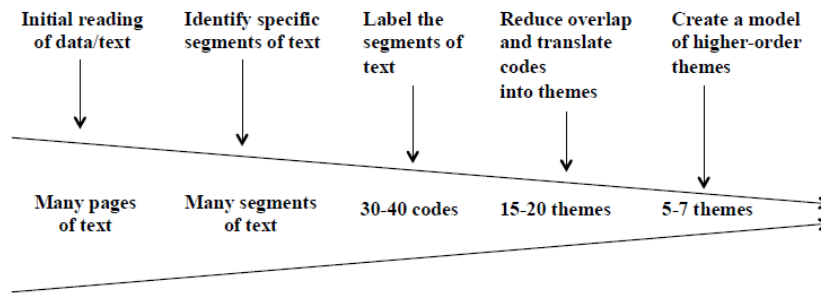 Initial reading
of data/text
Identify specific
segments of text
Label the
segments of
text
Reduce overlap
and translate
codes
into themes
Create a model
of higher-order
themes
Many pages
of text
Many segments
of text
30-40 codes
15-20 themes
5-7 themes